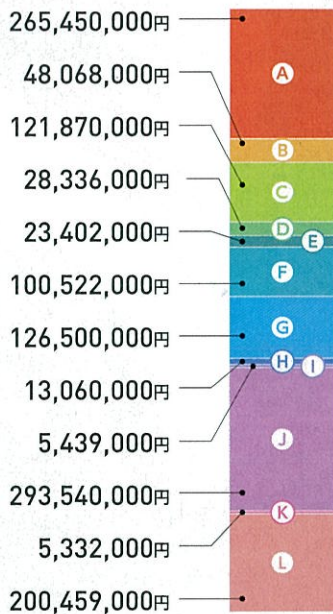 265,450,000円
A
48,068,000円
B
121,870,000円
C
28,336,000円
D
23,402,000円
E
100,522,000円
F
126,500,000円
G
13,060,000円
H
5,439,000円
I
293,540,000円
J
5,332,000円
K
200,459,000円
L